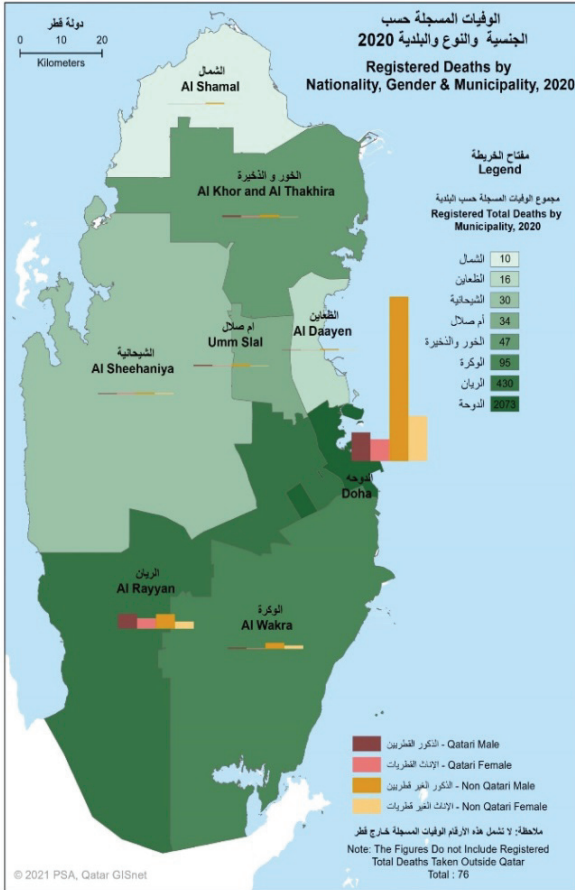 دولة قطر
0 10 20
Kilometers
الوفيات المسجلة حسب
الجنسية والنوع والبلدية 2020
Registered Deaths by
Nationality, Gender & Municipality, 2020
الشمال
Al Shamal
الخور و الذخيرة
Al Khor and Al Thakhira
الظعاين
Al Daayen
أم صلال
Umm Slal
الشيحانية
Al Sheehaniya
الدوحه
Doha
الريان
Al Rayyan
الوكرة
Al Wakra
مفتاح الخريطة
Legend
مجموع الوفيات المسجلة حسب البلدية
Registered Total Deaths by
Municipality, 2020
الشمال 10
الظعاين 16
الشيحانية 30
أم صلال 34
الخور والذخيرة 47
الوكرة 95
الريان 430
الدوحة 2073
الذكور القطريين - Qatari Male
الإناث القطريات - Qatari Female
الذكور الغير قطريين - Non Qatari Male
الإناث الغير قطريات - Non Qatari Female
ملاحظة: لا تشمل هذه الأرقام الوفيات المسجلة خارج قطر
Note: The Figures Do not Include Registered
Total Deaths Taken Outside Qatar
Total : 76
© 2021 PSA, Qatar GISnet